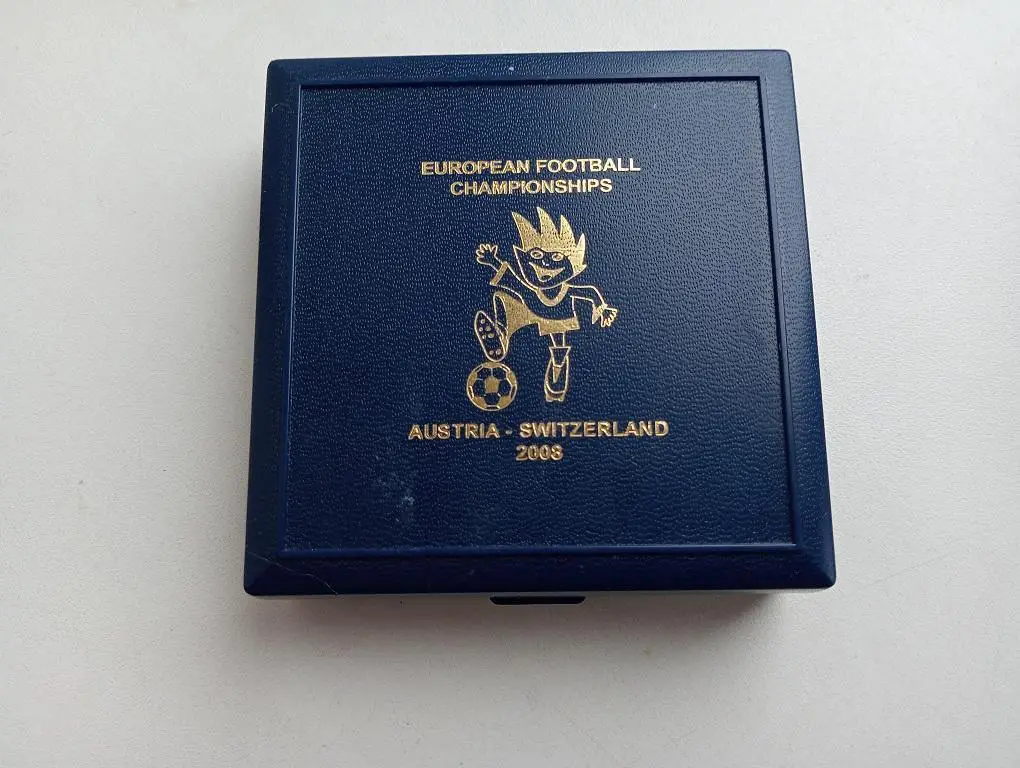 EUROPEAN FOOTBALL
CHAMPIONSHIPS
AUSTRIA - SWITZERLAND
2008